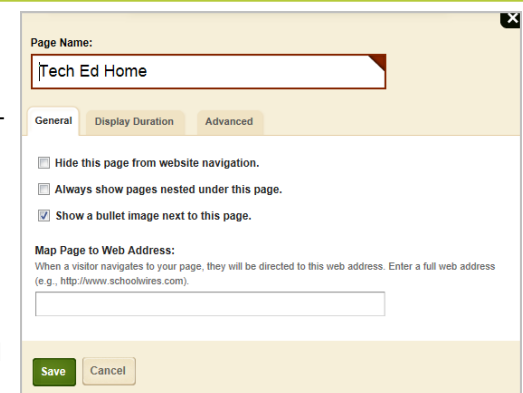 Page Name:
Tech Ed Home
General Display Duration Advanced
Hide this page from website navigation.
Always show pages nested under this page.
Show a bullet image next to this page.
Map Page to Web Address:
When a visitor navigates to your page, they will be directed to this web address. Enter a full web address
(e.g., http://www.schoolwires.com).
Save Cancel